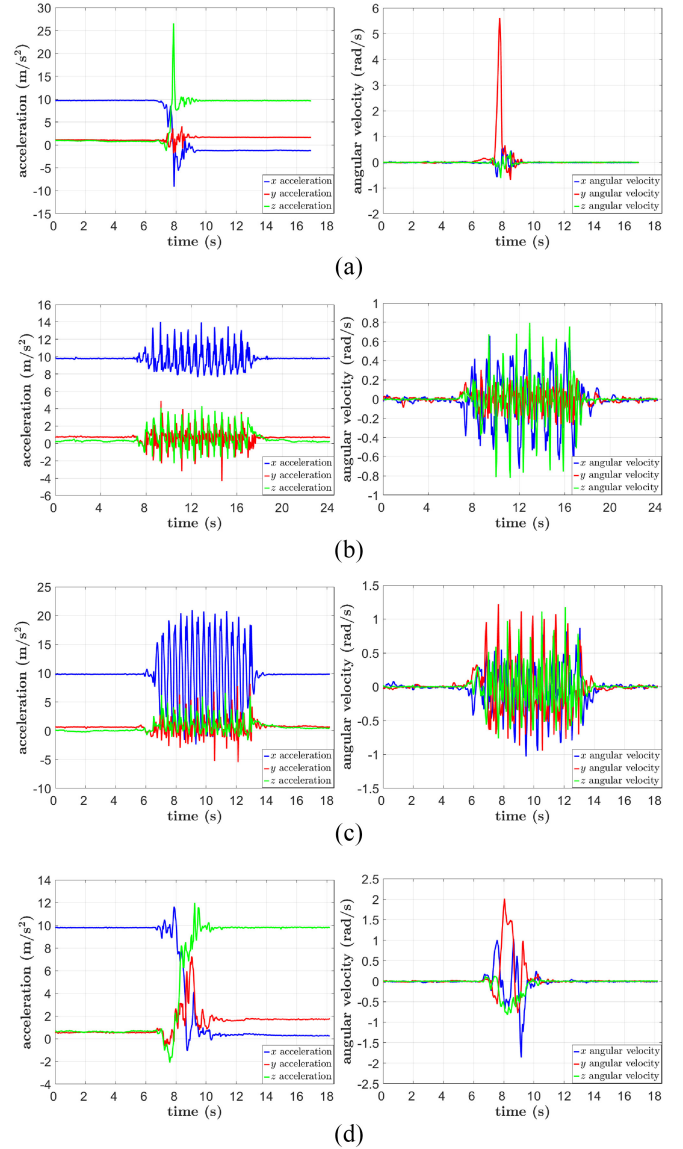 30
25
20
15
10
5
0
-5
-10
-15
acceleration (m/s²)
0 2 4 6 8 10 12 14 16 18
time (s)
x acceleration
y acceleration
z acceleration
6
5
4
3
2
1
0
-1
-2
angular velocity (rad/s)
0 2 4 6 8 10 12 14 16 18
time (s)
x angular velocity
y angular velocity
z angular velocity
(a)
16
14
12
10
8
6
4
2
0
-2
-4
-6
acceleration (m/s²)
0 2 4 6 8 10 12 14 16 20 22 24
time (s)
x acceleration
y acceleration
z acceleration
1
0.8
0.6
0.4
0.2
0
-0.2
-0.4
-0.6
-0.8
-1
angular velocity (rad/s)
0 2 4 6 8 10 12 14 16 20 22 24
time (s)
x angular velocity
y angular velocity
z angular velocity
(b)
25
20
15
10
5
0
-5
-10
acceleration (m/s²)
0 2 4 6 8 10 12 14 16 18
time (s)
x acceleration
y acceleration
z acceleration
1.5
1
0.5
0
-0.5
-1
-1.5
angular velocity (rad/s)
0 2 4 6 8 10 12 14 16 18
time (s)
x angular velocity
y angular velocity
z angular velocity
(c)
14
12
10
8
6
4
2
0
-2
-4
acceleration (m/s²)
0 2 4 6 8 10 12 14 16 18
time (s)
x acceleration
y acceleration
z acceleration
2.5
2
1.5
1
0.5
0
-0.5
-1
-1.5
-2
-2.5
angular velocity (rad/s)
0 2 4 6 8 10 12 14 16 18
time (s)
x angular velocity
y angular velocity
z angular velocity
(d)